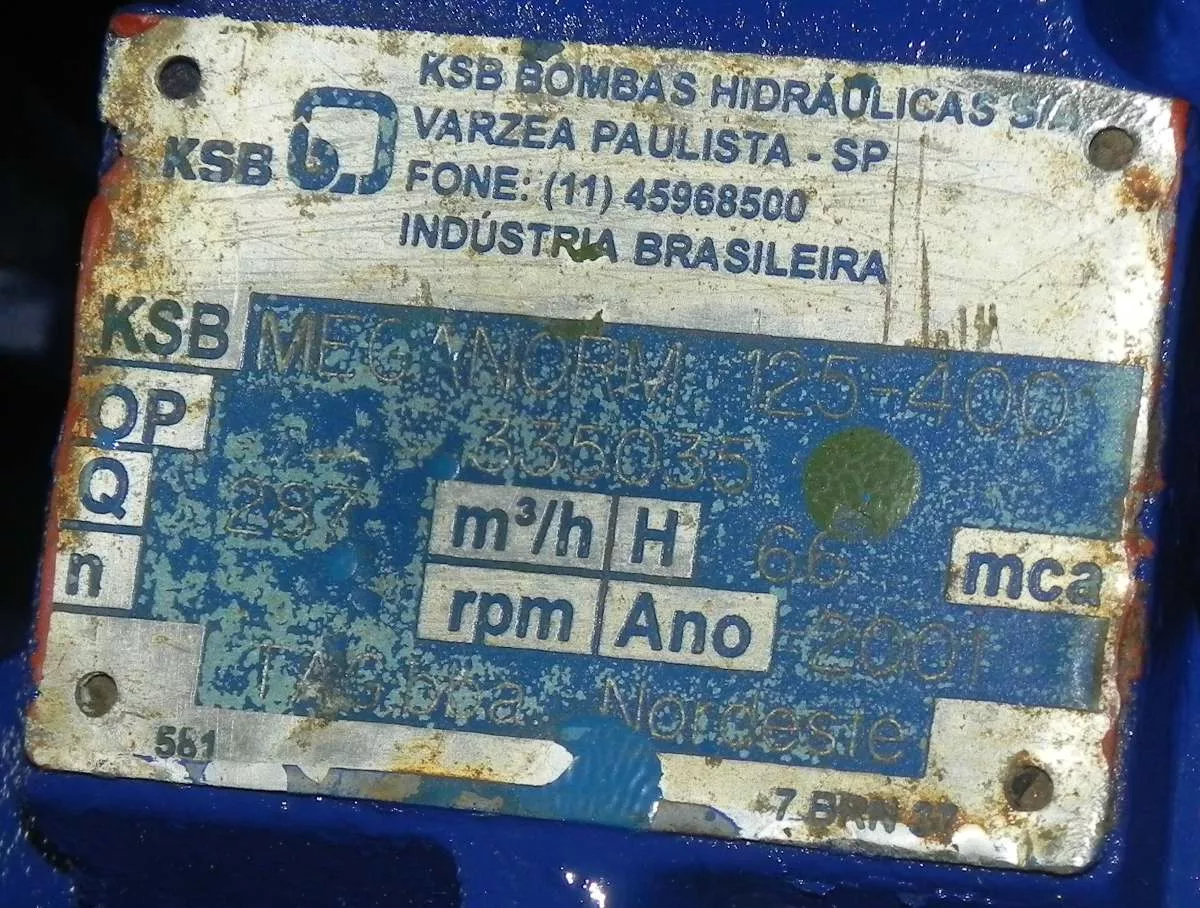 KSB
KSB BOMBAS HIDRÁULICAS S/A
VARZEA PAULISTA - SP
FONE: (11) 45968500
INDÚSTRIA BRASILEIRA
KSB MEGANORM 125-400
OP 335035
Q 287 m³/h H 66 mca
n rpm Ano 2001
Nordeste
561
7 BRN